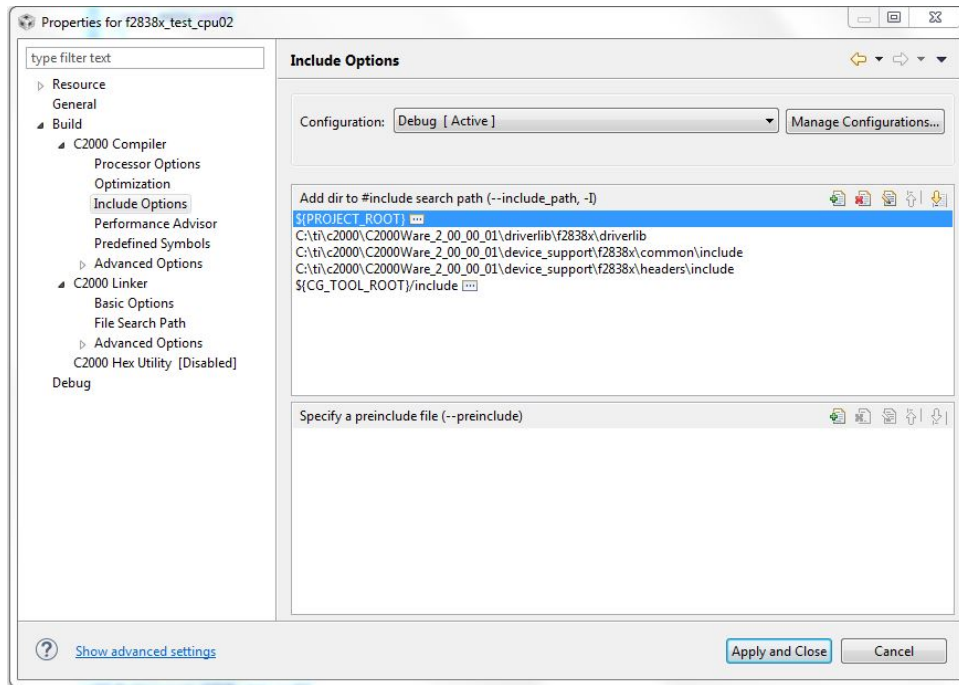 Properties for f2838x_test_cpu02
type filter text
Resource
General
Build
C2000 Compiler
Processor Options
Optimization
Include Options
Performance Advisor
Predefined Symbols
Advanced Options
C2000 Linker
Basic Options
File Search Path
Advanced Options
C2000 Hex Utility [Disabled]
Debug
Include Options
Configuration: Debug [ Active ] Manage Configurations...
Add dir to #include search path (--include_path, -I)
${PROJECT_ROOT}
C:\ti\c2000\C2000Ware_2_00_00_01\driverlib\f2838x\driverlib
C:\ti\c2000\C2000Ware_2_00_00_01\device_support\f2838x\common\include
C:\ti\c2000\C2000Ware_2_00_00_01\device_support\f2838x\headers\include
${CG_TOOL_ROOT}/include
Specify a preinclude file (--preinclude)
Show advanced settings
Apply and Close Cancel